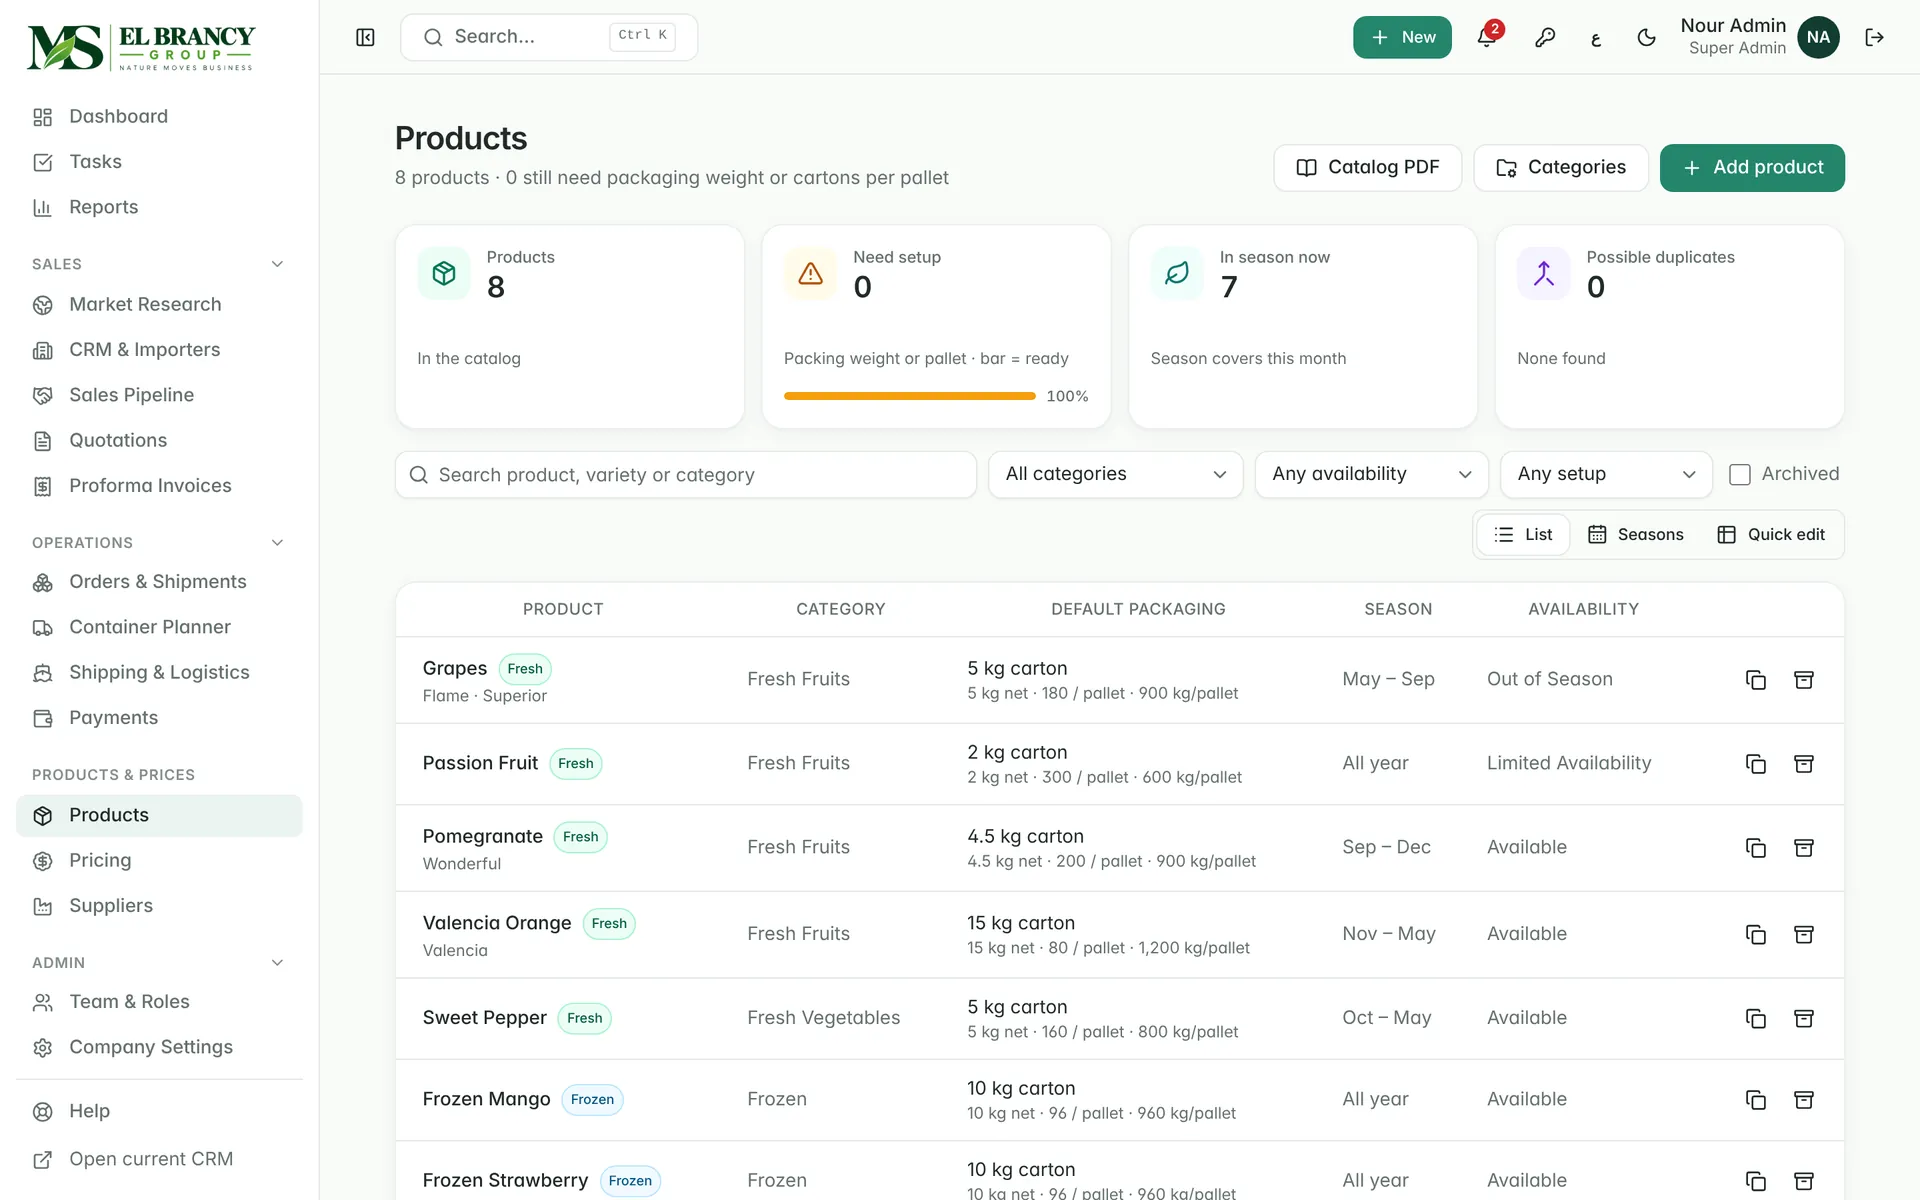 MS EL BRANCY
GROUP
NATURE MOVES BUSINESS
Search...
Ctrl K
New
2
ع
Nour Admin
Super Admin
NA
Dashboard
Tasks
Reports
SALES
Market Research
CRM & Importers
Sales Pipeline
Quotations
Proforma Invoices
OPERATIONS
Orders & Shipments
Container Planner
Shipping & Logistics
Payments
PRODUCTS & PRICES
Products
Pricing
Suppliers
ADMIN
Team & Roles
Company Settings
Help
Open current CRM
Products
8 products · 0 still need packaging weight or cartons per pallet
Catalog PDF
Categories
Add product
Products
8
In the catalog
Need setup
0
Packing weight or pallet · bar = ready
100%
In season now
7
Season covers this month
Possible duplicates
0
None found
Search product, variety or category
All categories
Any availability
Any setup
Archived
List
Seasons
Quick edit
PRODUCT CATEGORY DEFAULT PACKAGING SEASON AVAILABILITY
Grapes Fresh
Flame · Superior
Fresh Fruits
5 kg carton
5 kg net · 180 / pallet · 900 kg/pallet
May – Sep
Out of Season
Passion Fruit Fresh
Fresh Fruits
2 kg carton
2 kg net · 300 / pallet · 600 kg/pallet
All year
Limited Availability
Pomegranate Fresh
Wonderful
Fresh Fruits
4.5 kg carton
4.5 kg net · 200 / pallet · 900 kg/pallet
Sep – Dec
Available
Valencia Orange Fresh
Valencia
Fresh Fruits
15 kg carton
15 kg net · 80 / pallet · 1,200 kg/pallet
Nov – May
Available
Sweet Pepper Fresh
Fresh Vegetables
5 kg carton
5 kg net · 160 / pallet · 800 kg/pallet
Oct – May
Available
Frozen Mango Frozen
Frozen
10 kg carton
10 kg net · 96 / pallet · 960 kg/pallet
All year
Available
Frozen Strawberry Frozen
Frozen
10 kg carton
10 kg net · 96 / pallet · 960 kg/pallet
All year
Available